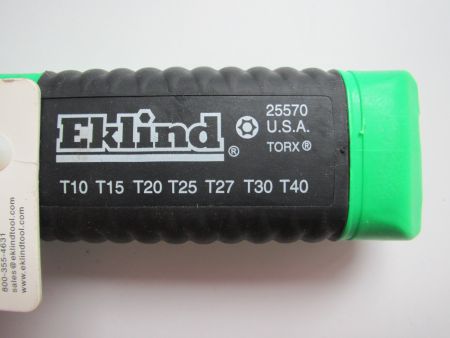 Eklind ®
25570
U.S.A.
TORX®
T10 T15 T20 T25 T27 T30 T40
800-355-4631
sales@eklindtool.com
www.eklindtool.com